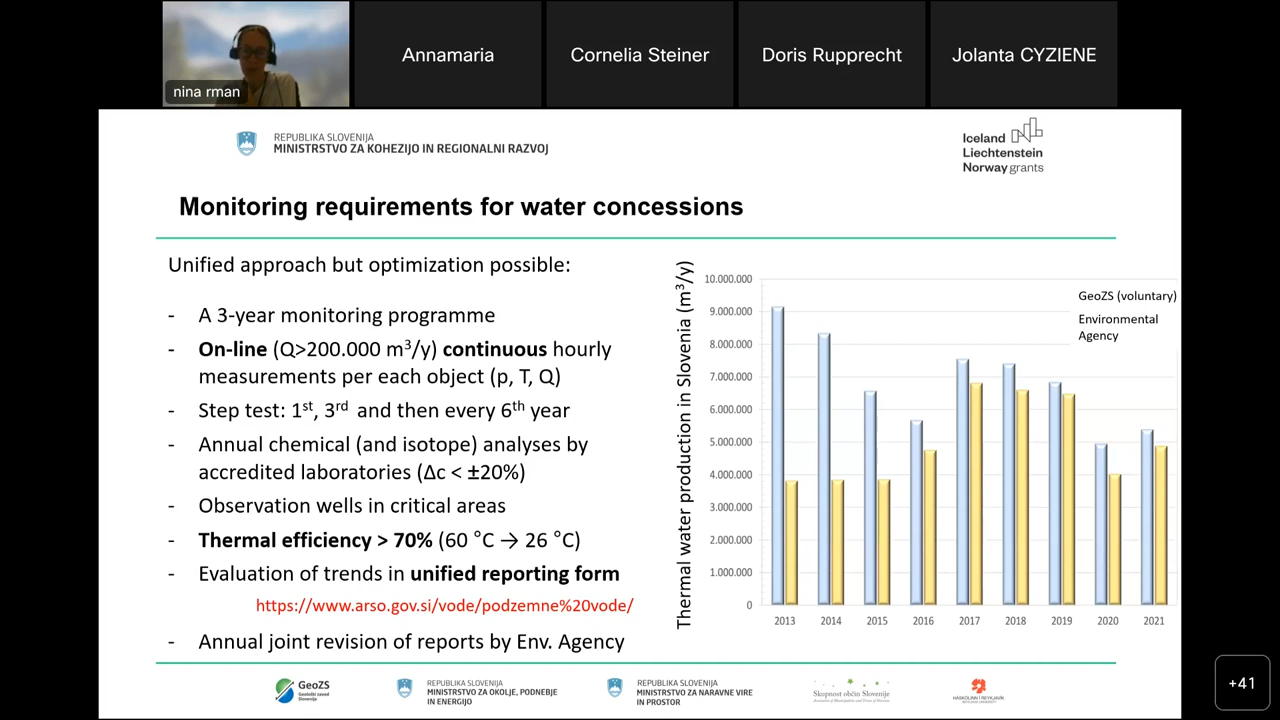 nina rman
Annamaria
Cornelia Steiner
Doris Rupprecht
Jolanta CYZIENE
REPUBLIKA SLOVENIJA
MINISTRSTVO ZA KOHEZIJO IN REGIONALNI RAZVOJ
Iceland
Liechtenstein
Norway grants
Monitoring requirements for water concessions
Unified approach but optimization possible:
- A 3-year monitoring programme
- On-line (Q>200.000 m³/y) continuous hourly
measurements per each object (p, T, Q)
- Step test: 1st, 3rd and then every 6th year
- Annual chemical (and isotope) analyses by
accredited laboratories (Δc < ±20%)
- Observation wells in critical areas
- Thermal efficiency > 70% (60 °C → 26 °C)
- Evaluation of trends in unified reporting form
https://www.arso.gov.si/vode/podzemne%20vode/
- Annual joint revision of reports by Env. Agency
Thermal water production in Slovenia (m³/y)
10.000.000
9.000.000
8.000.000
7.000.000
6.000.000
5.000.000
4.000.000
3.000.000
2.000.000
1.000.000
0
2013 2014 2015 2016 2017 2018 2019 2020 2021
GeoZS (voluntary)
Environmental
Agency
GeoZS
Geološki zavod
Slovenije
REPUBLIKA SLOVENIJA
MINISTRSTVO ZA OKOLJE, PODNEBJE
IN ENERGIJO
REPUBLIKA SLOVENIJA
MINISTRSTVO ZA NARAVNE VIRE
IN PROSTOR
Skupnost občin Slovenije
HÁSKÓLINN Í REYKJAVÍK
+41